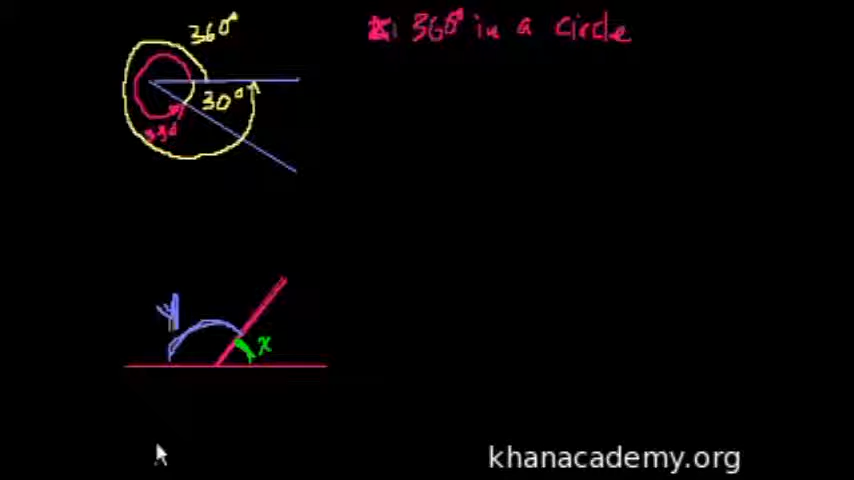 360°
360° in a circle
30°
330
y
x
khanacademy.org